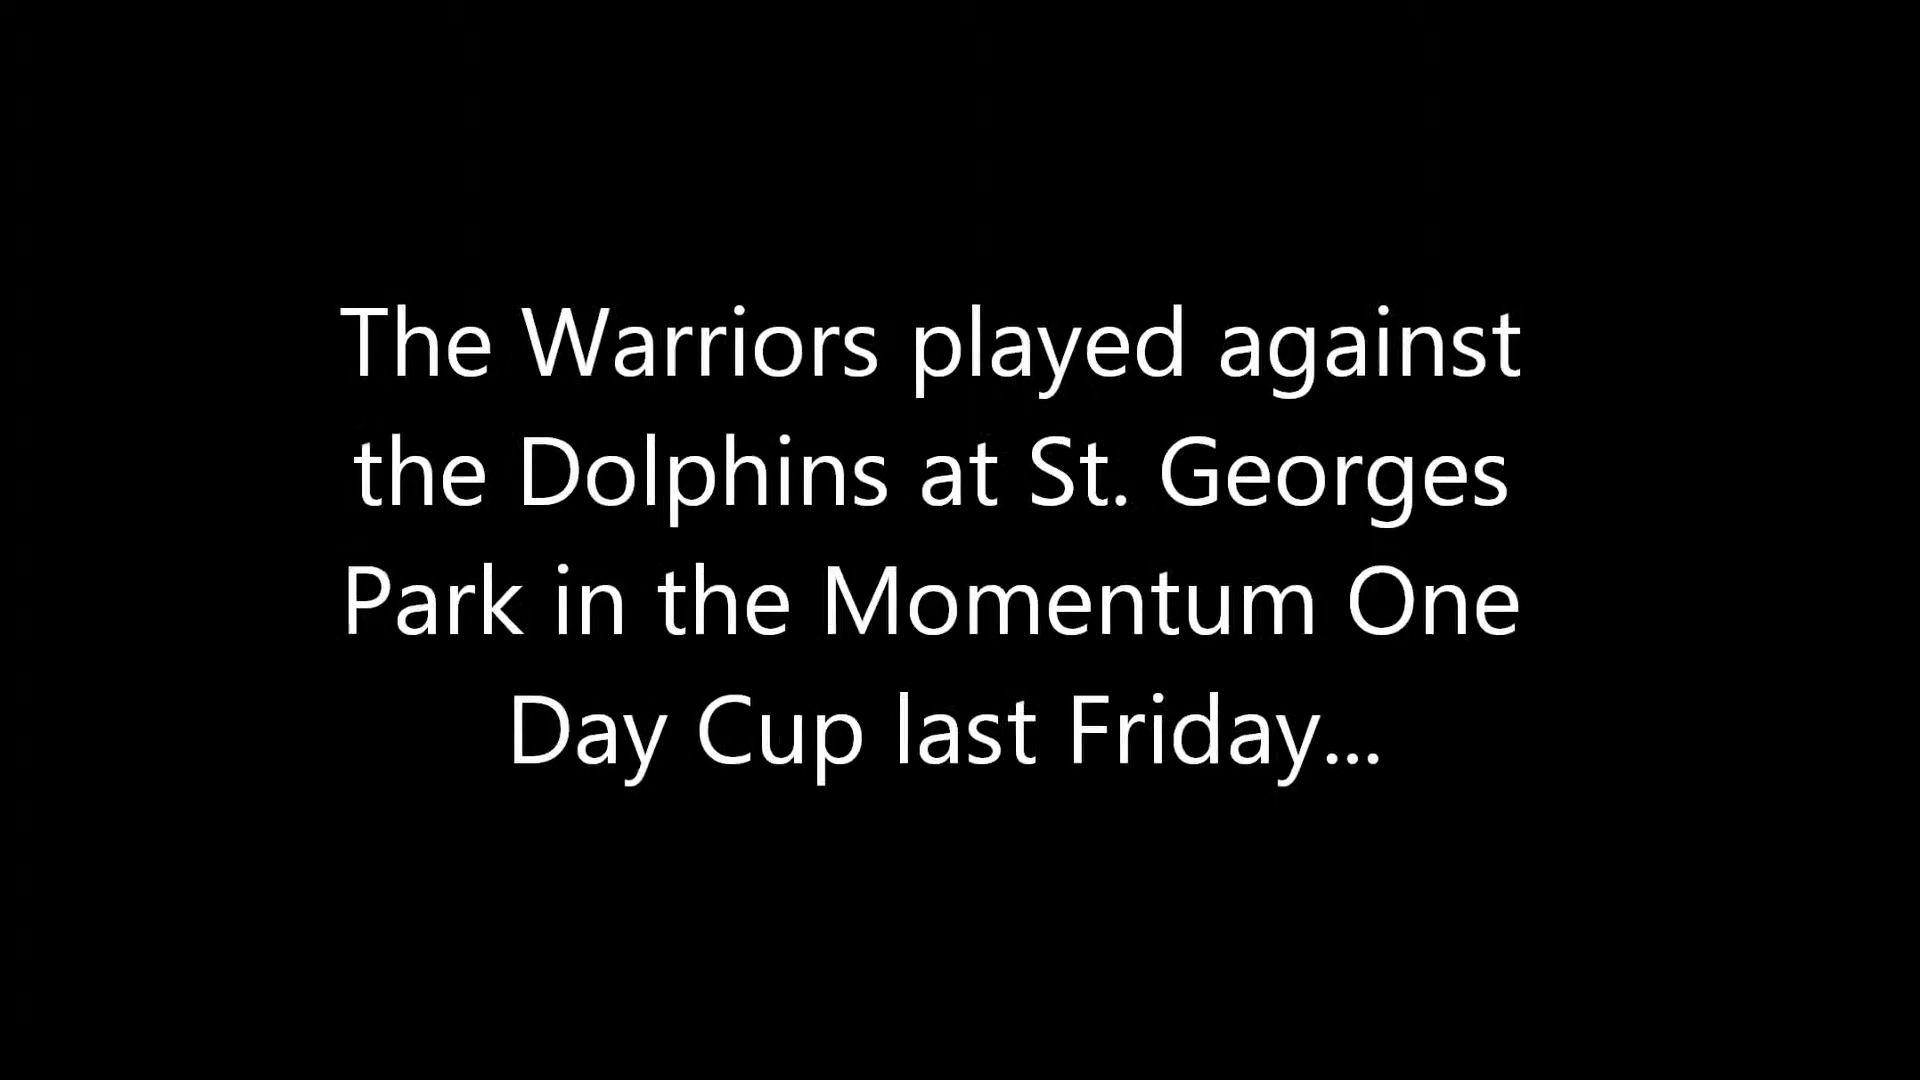 The Warriors played against
the Dolphins at St. Georges
Park in the Momentum One
Day Cup last Friday...